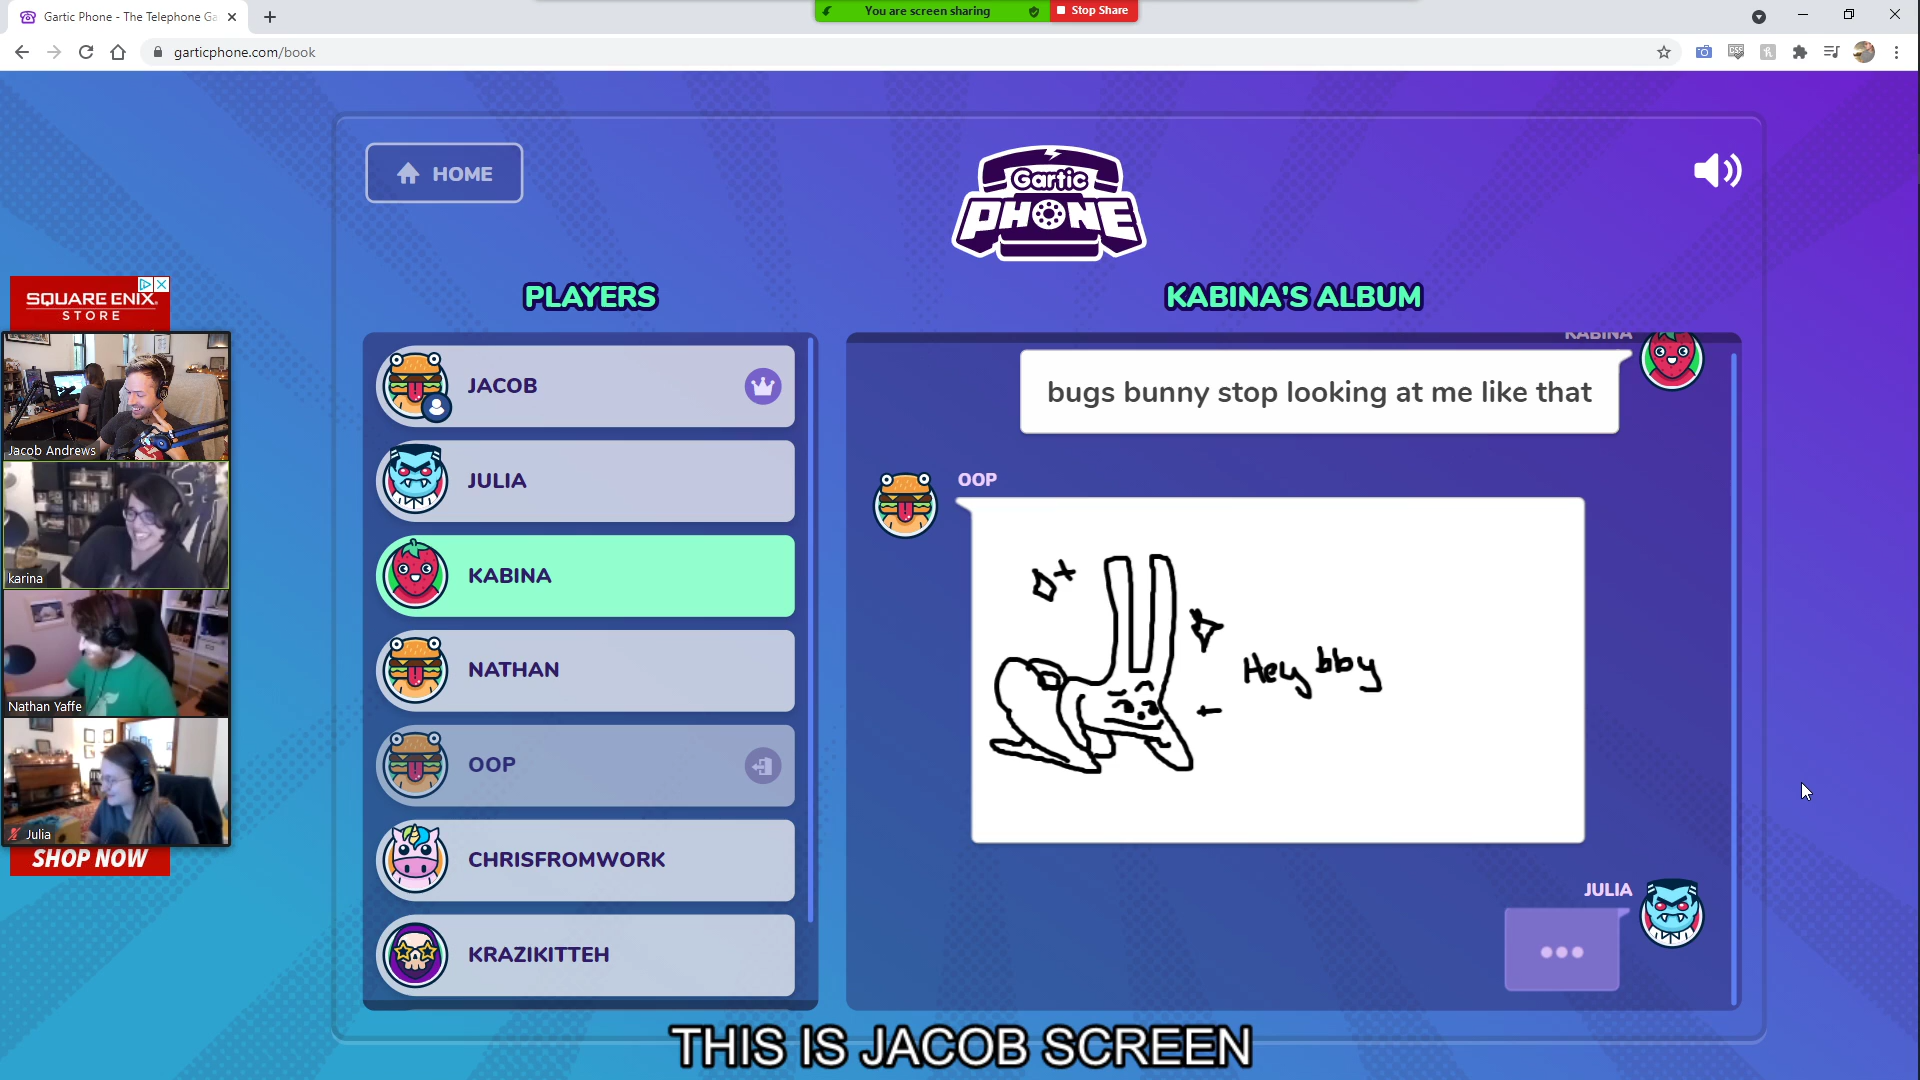 Gartic Phone - The Telephone Ga
You are screen sharing
Stop Share
garticphone.com/book
HOME
Gartic
PHONE
SQUARE ENIX
STORE
Jacob Andrews
karina
Nathan Yaffe
Julia
SHOP NOW
PLAYERS
JACOB
JULIA
KABINA
NATHAN
OOP
CHRISFROMWORK
KRAZIKITTEH
KABINA'S ALBUM
KABINA
bugs bunny stop looking at me like that
OOP
Hey bby
JULIA
THIS IS JACOB SCREEN